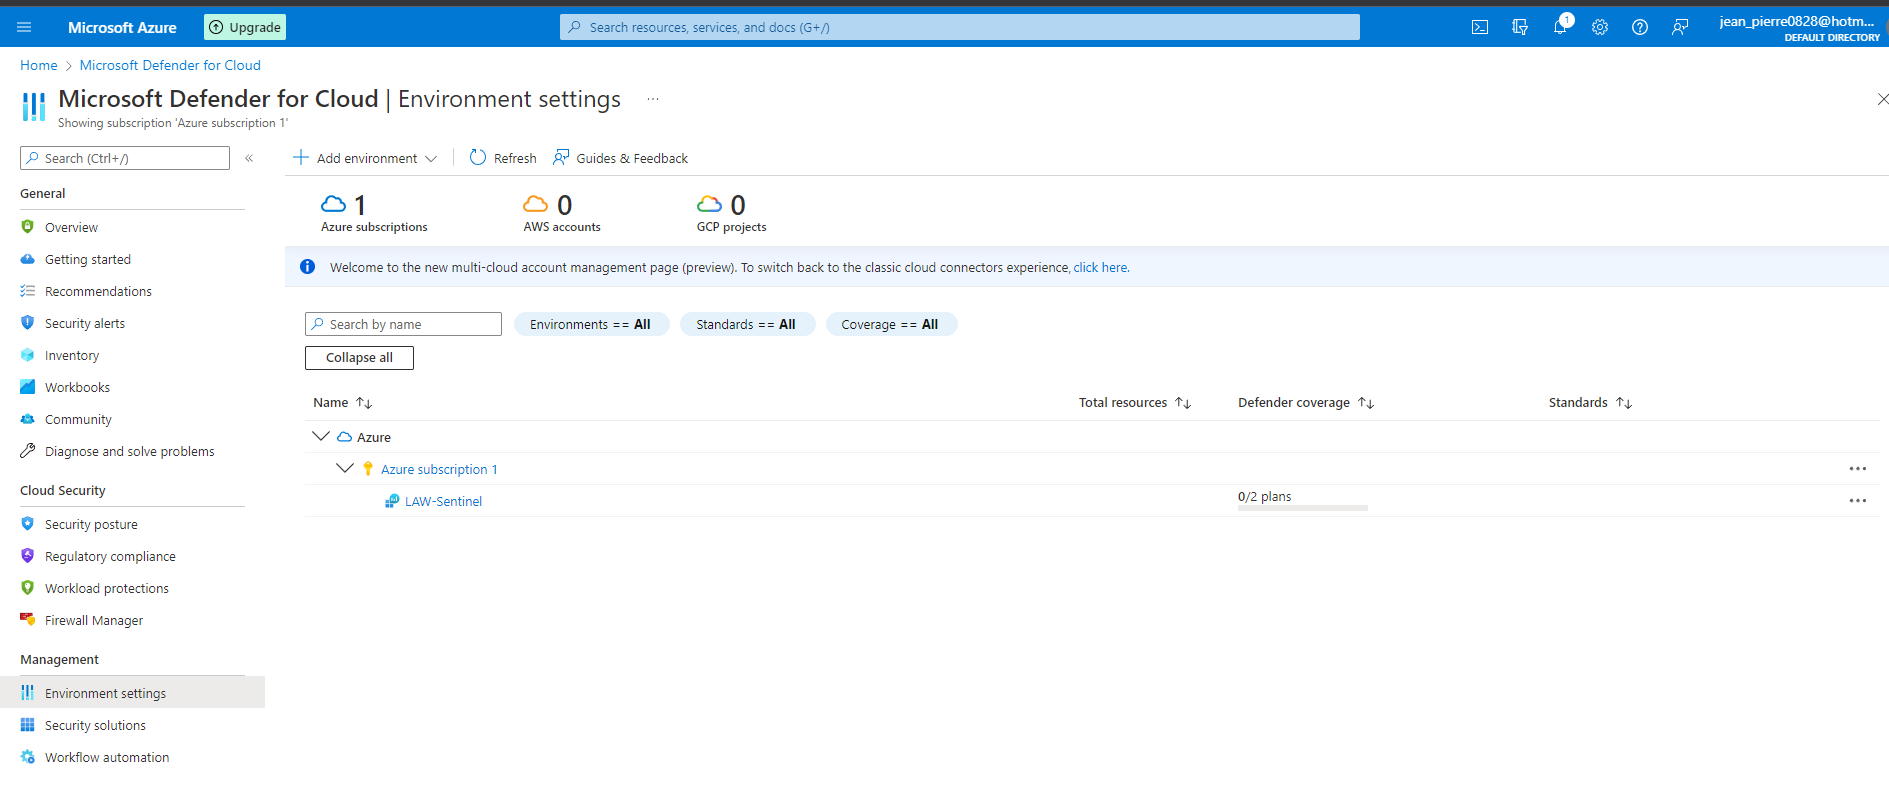 Microsoft Azure
Upgrade
Search resources, services, and docs (G+/)
1
jean_pierre0828@hotm...
DEFAULT DIRECTORY
Home > Microsoft Defender for Cloud
Microsoft Defender for Cloud | Environment settings ...
Showing subscription 'Azure subscription 1'
Search (Ctrl+/)
«
Add environment
Refresh
Guides & Feedback
General
Overview
Getting started
Recommendations
Security alerts
Inventory
Workbooks
Community
Diagnose and solve problems
Cloud Security
Security posture
Regulatory compliance
Workload protections
Firewall Manager
Management
Environment settings
Security solutions
Workflow automation
1
Azure subscriptions
0
AWS accounts
0
GCP projects
Welcome to the new multi-cloud account management page (preview). To switch back to the classic cloud connectors experience, click here.
Search by name
Environments == All
Standards == All
Coverage == All
Collapse all
Name Total resources Defender coverage Standards
Azure
Azure subscription 1
LAW-Sentinel 0/2 plans